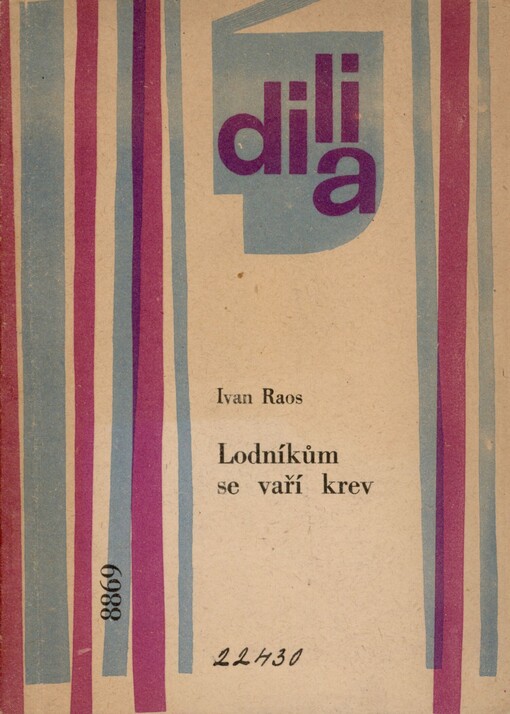 dili
a
Ivan Raos
Lodníkům
se vaří krev
8869
22430